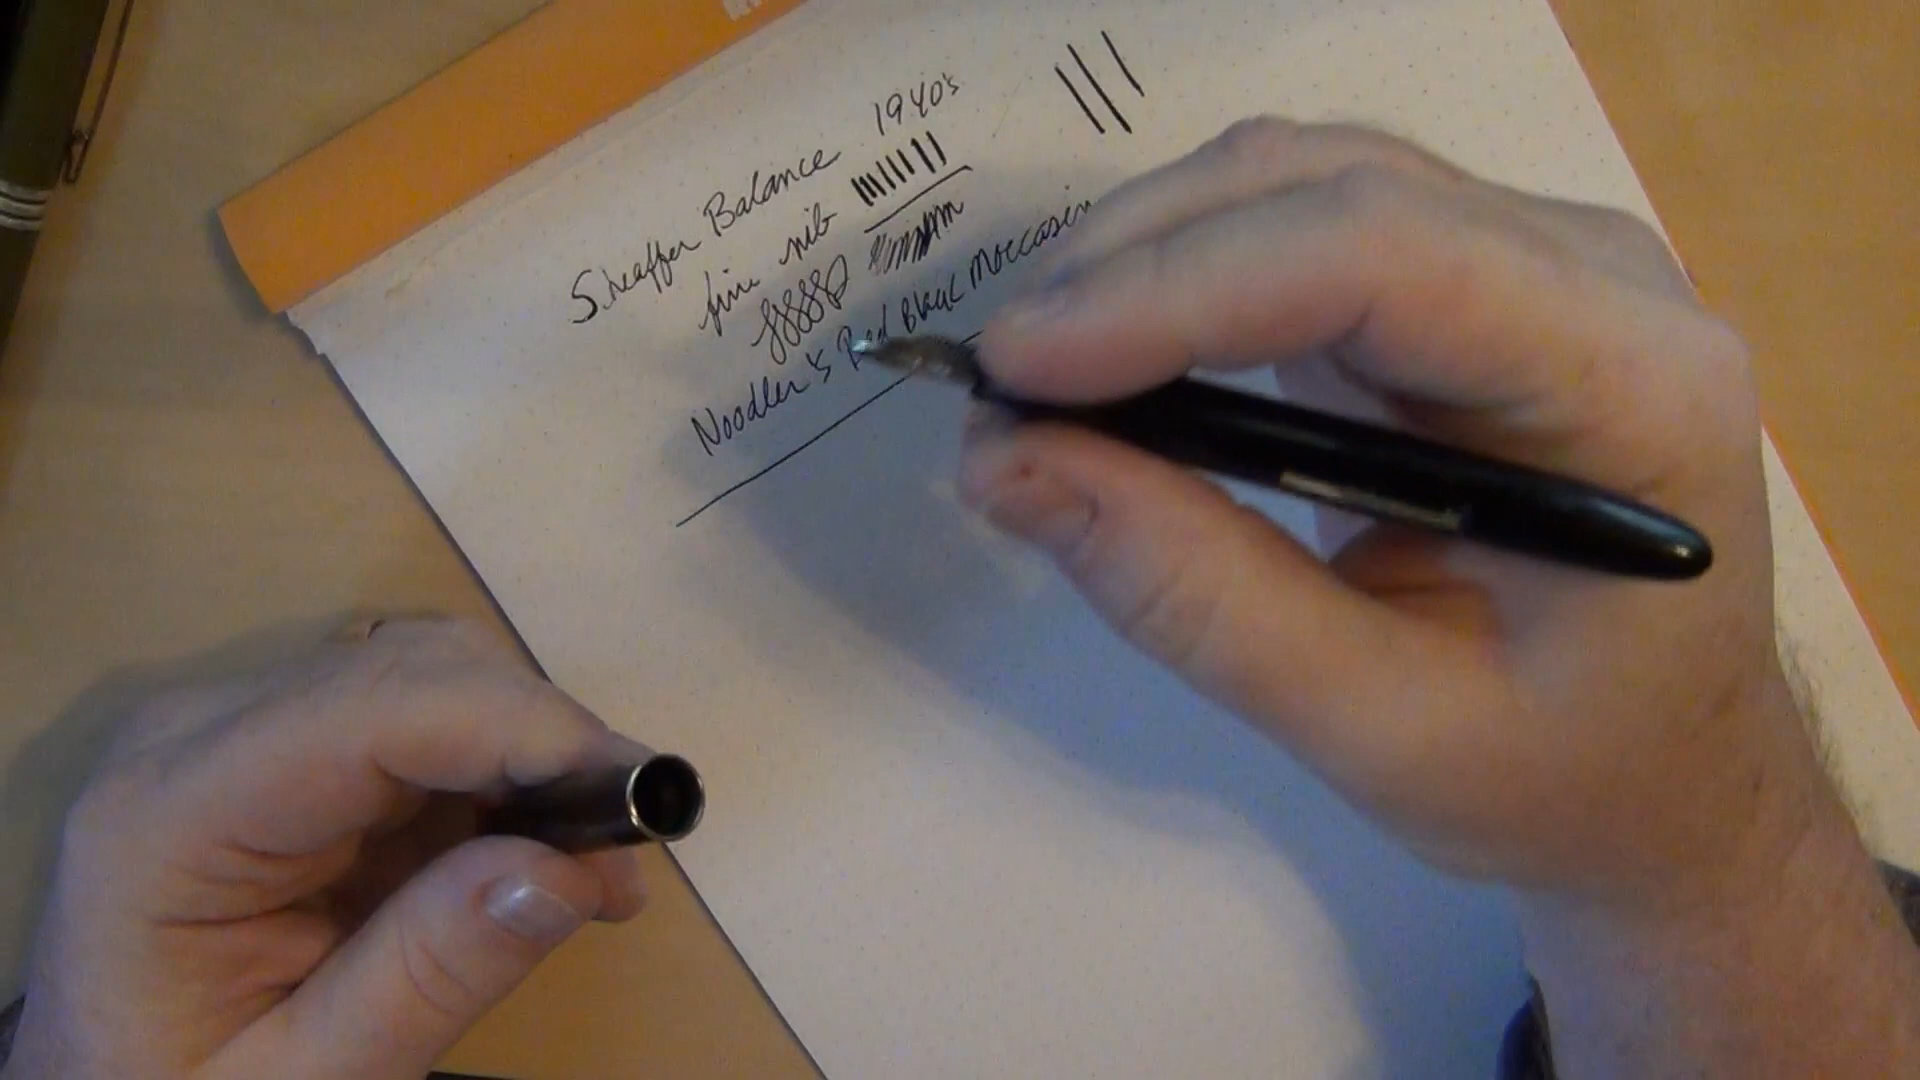 Sheaffer Balance 1940's
fine nib
Noodler's Red Black Moccasin